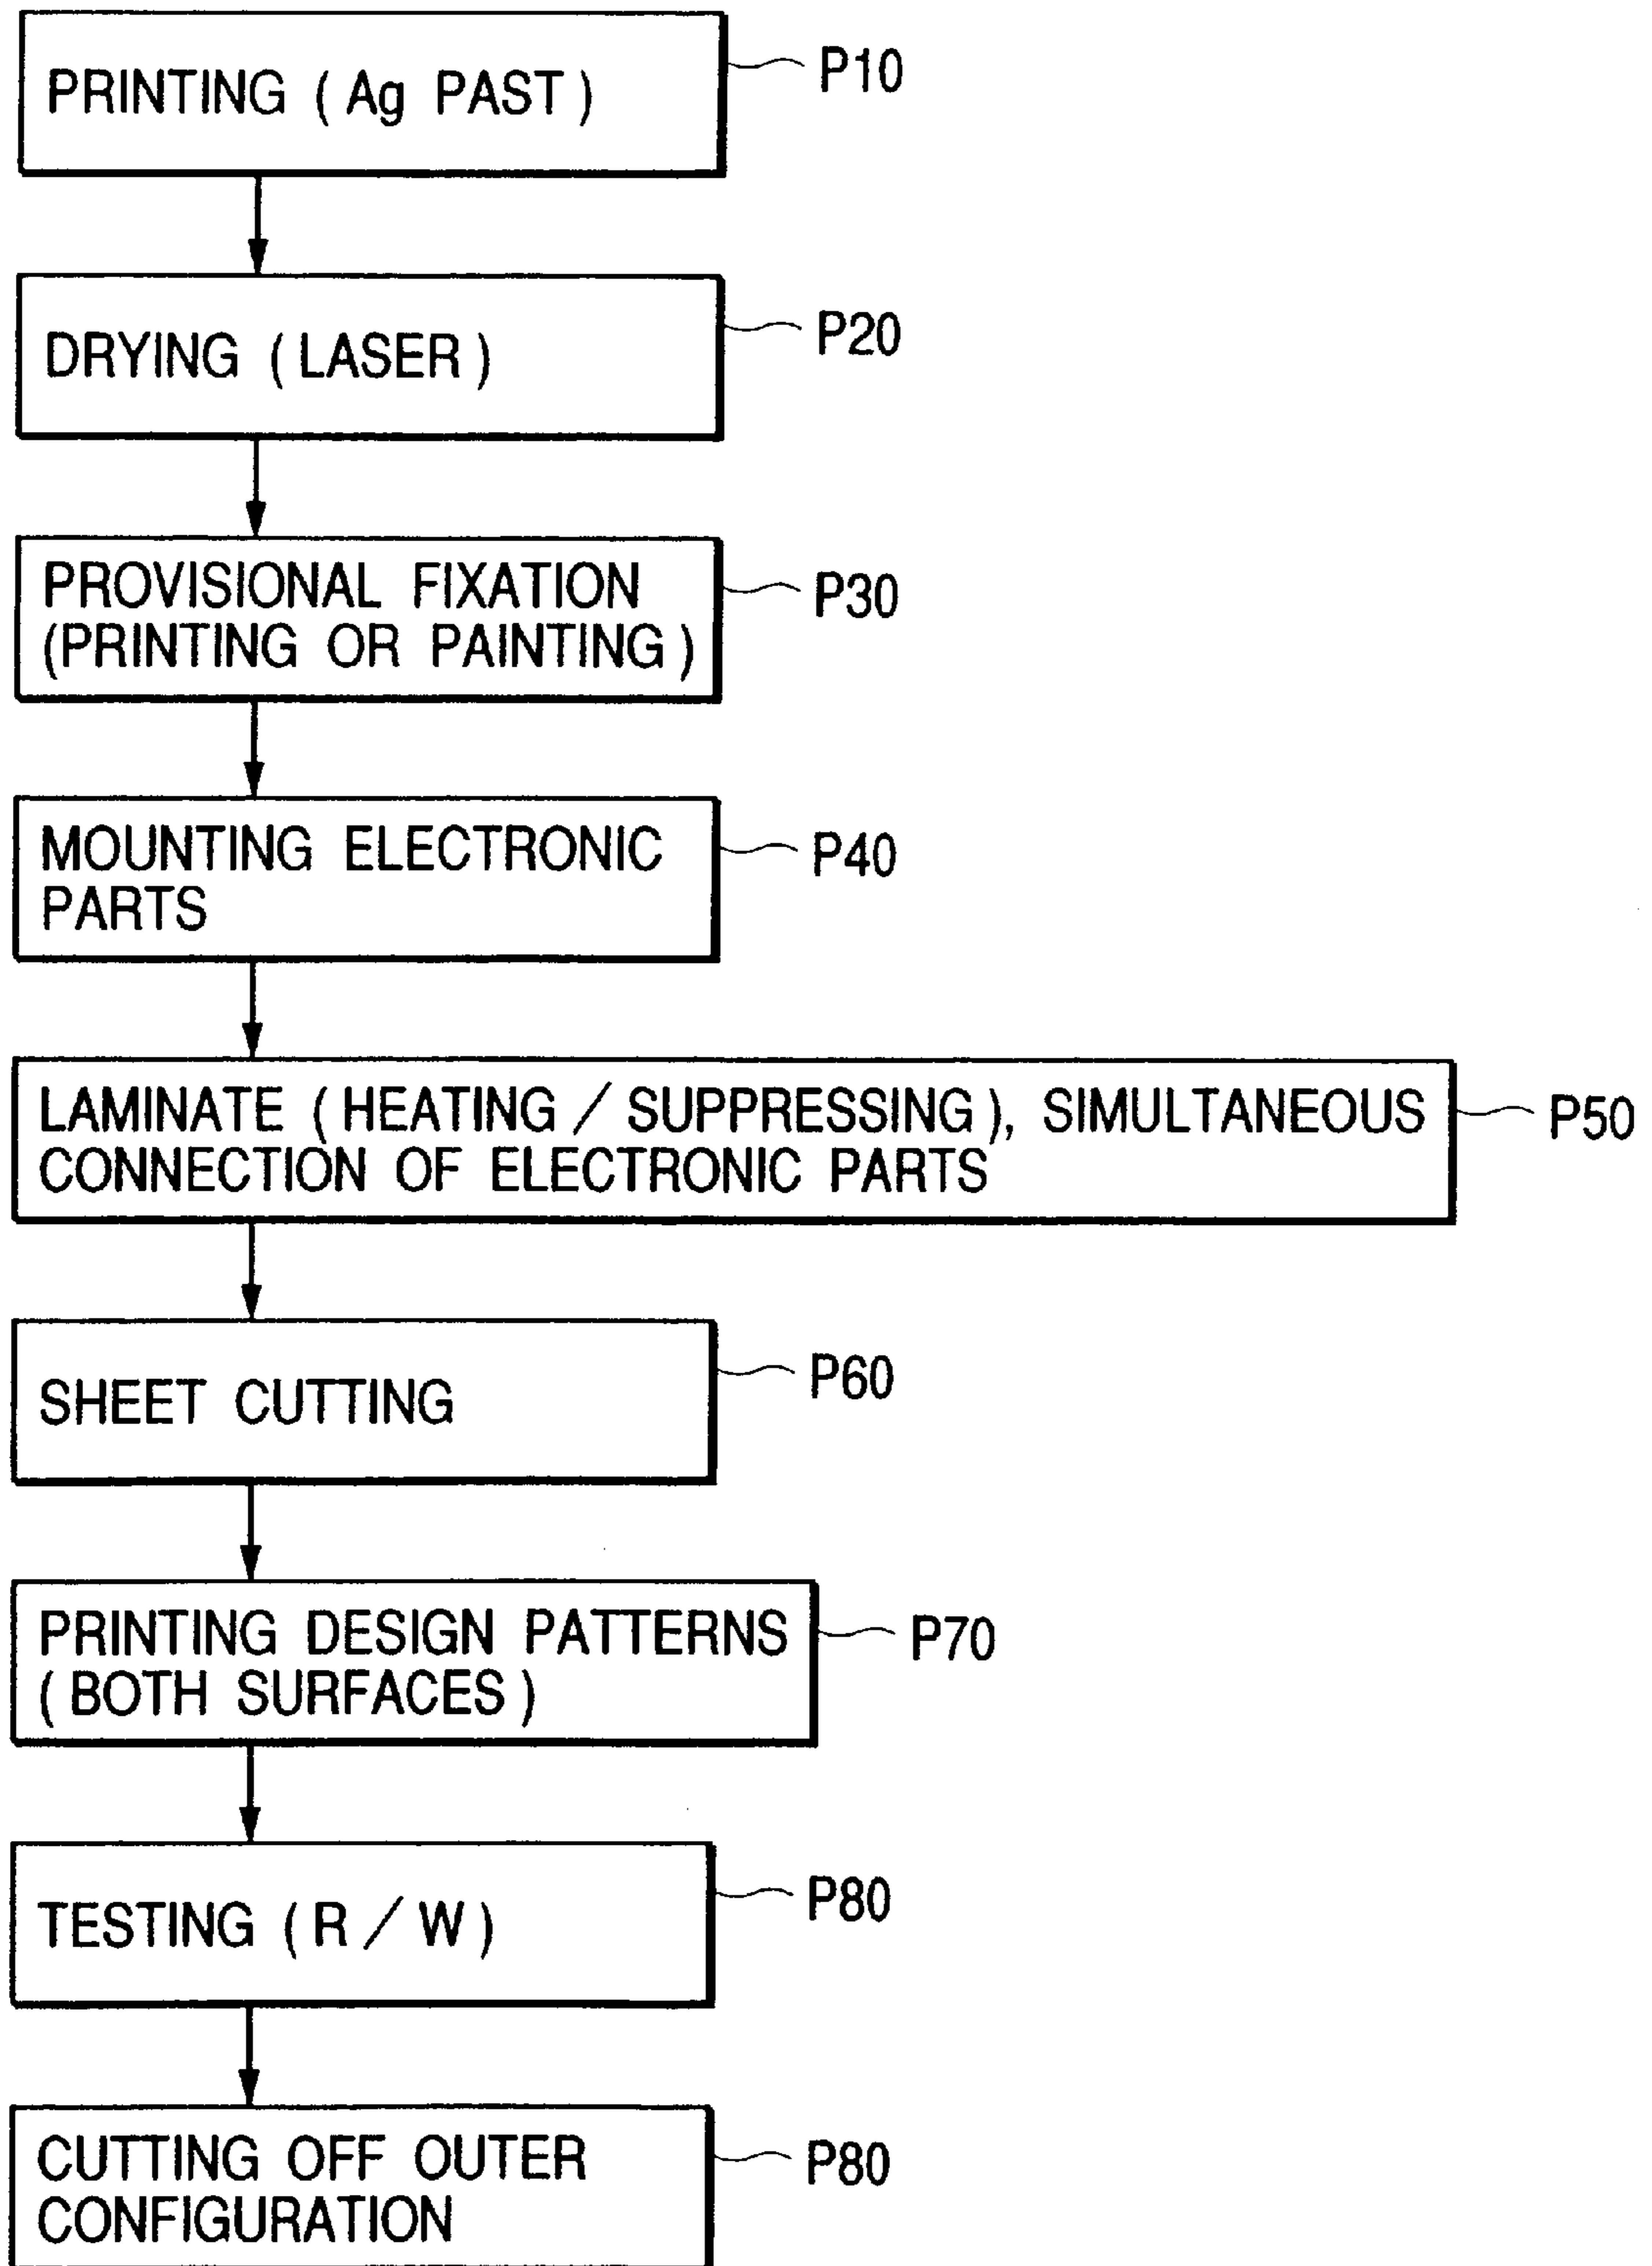 PRINTING (Ag PAST)
P10
DRYING (LASER)
P20
PROVISIONAL FIXATION
(PRINTING OR PAINTING)
P30
MOUNTING ELECTRONIC
PARTS
P40
LAMINATE (HEATING / SUPPRESSING), SIMULTANEOUS
CONNECTION OF ELECTRONIC PARTS
P50
SHEET CUTTING
P60
PRINTING DESIGN PATTERNS
(BOTH SURFACES)
P70
TESTING (R / W)
P80
CUTTING OFF OUTER
CONFIGURATION
P80